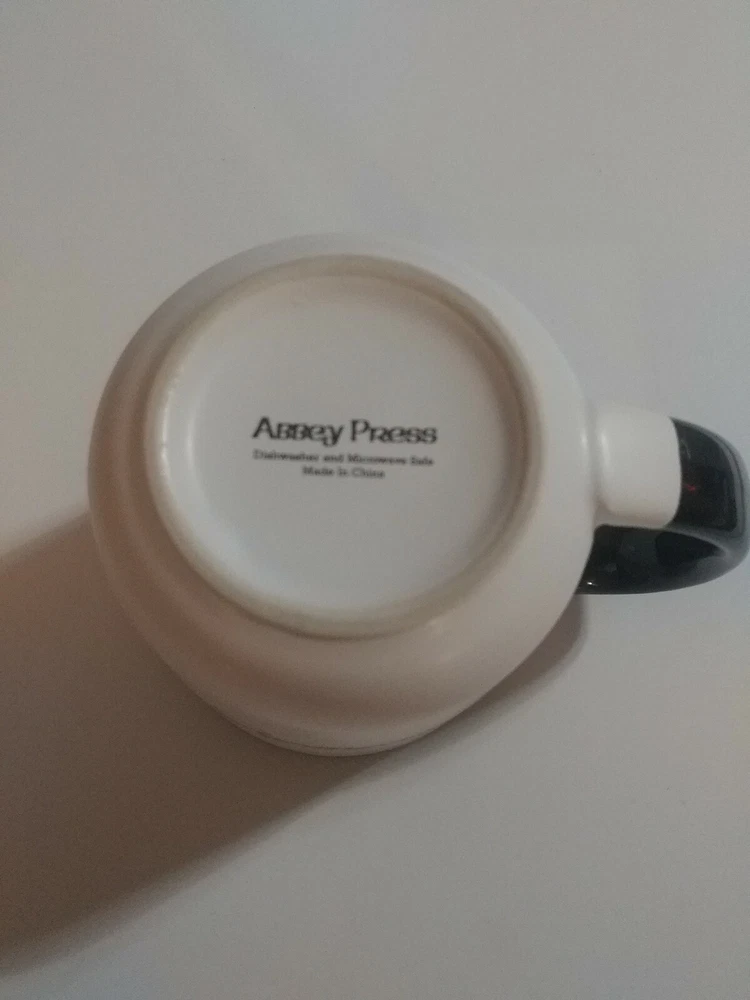 Abbey Press
Dishwasher and Microwave Safe
Made in China